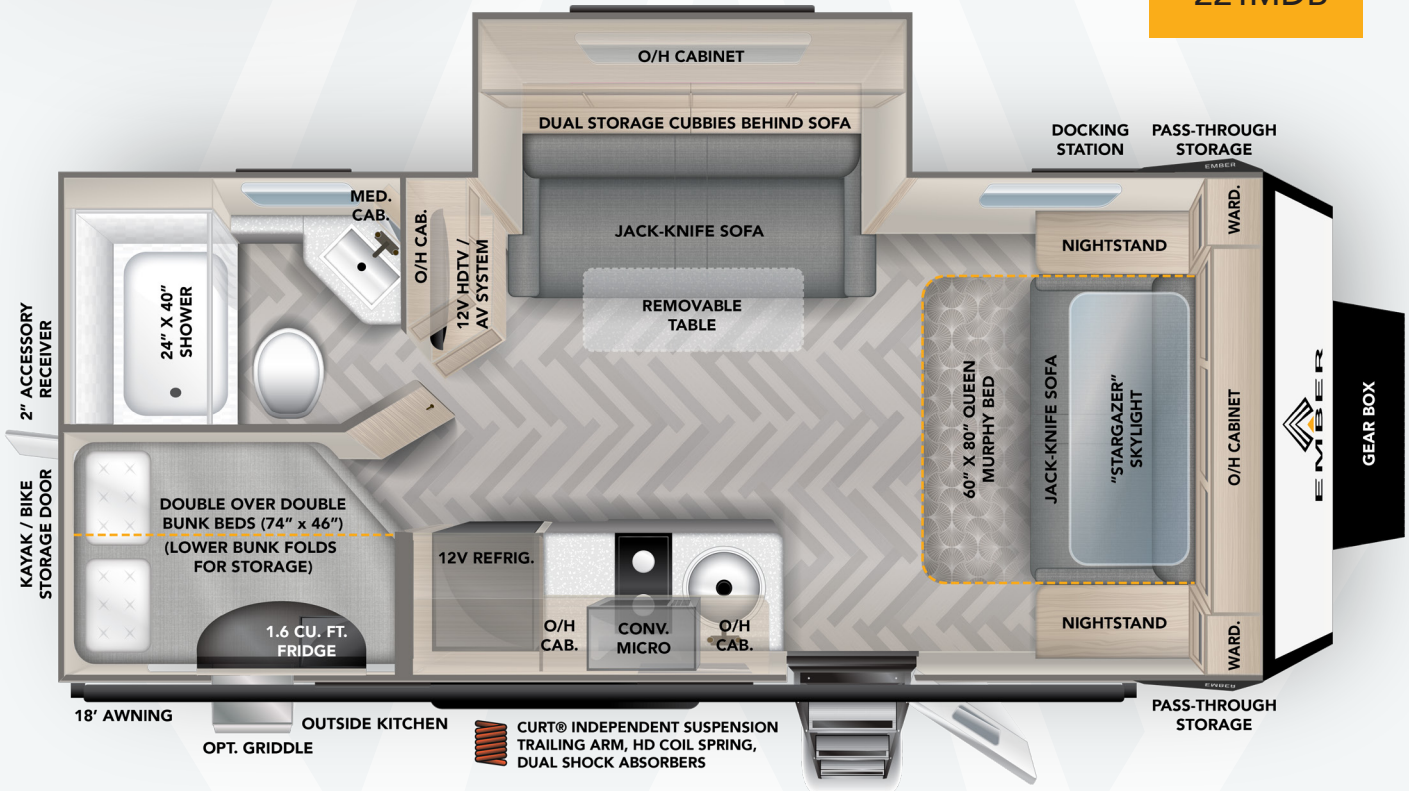 O/H CABINET
DUAL STORAGE CUBBIES BEHIND SOFA
DOCKING
STATION
PASS-THROUGH
STORAGE
EMBER
MED.
CAB.
O/H CAB.
12V HDTV /
AV SYSTEM
JACK-KNIFE SOFA
REMOVABLE
TABLE
NIGHTSTAND
WARD.
24” X 40”
SHOWER
2” ACCESSORY
RECEIVER
60” X 80” QUEEN
MURPHY BED
JACK-KNIFE SOFA
“STARGAZER”
SKYLIGHT
O/H CABINET
EMBER
GEAR BOX
KAYAK / BIKE
STORAGE DOOR
DOUBLE OVER DOUBLE
BUNK BEDS (74” x 46”)
(LOWER BUNK FOLDS
FOR STORAGE)
1.6 CU. FT.
FRIDGE
12V REFRIG.
O/H
CAB.
CONV.
MICRO
O/H
CAB.
NIGHTSTAND
WARD.
EMBER
PASS-THROUGH
STORAGE
18’ AWNING
OPT. GRIDDLE
OUTSIDE KITCHEN
CURT® INDEPENDENT SUSPENSION
TRAILING ARM, HD COIL SPRING,
DUAL SHOCK ABSORBERS